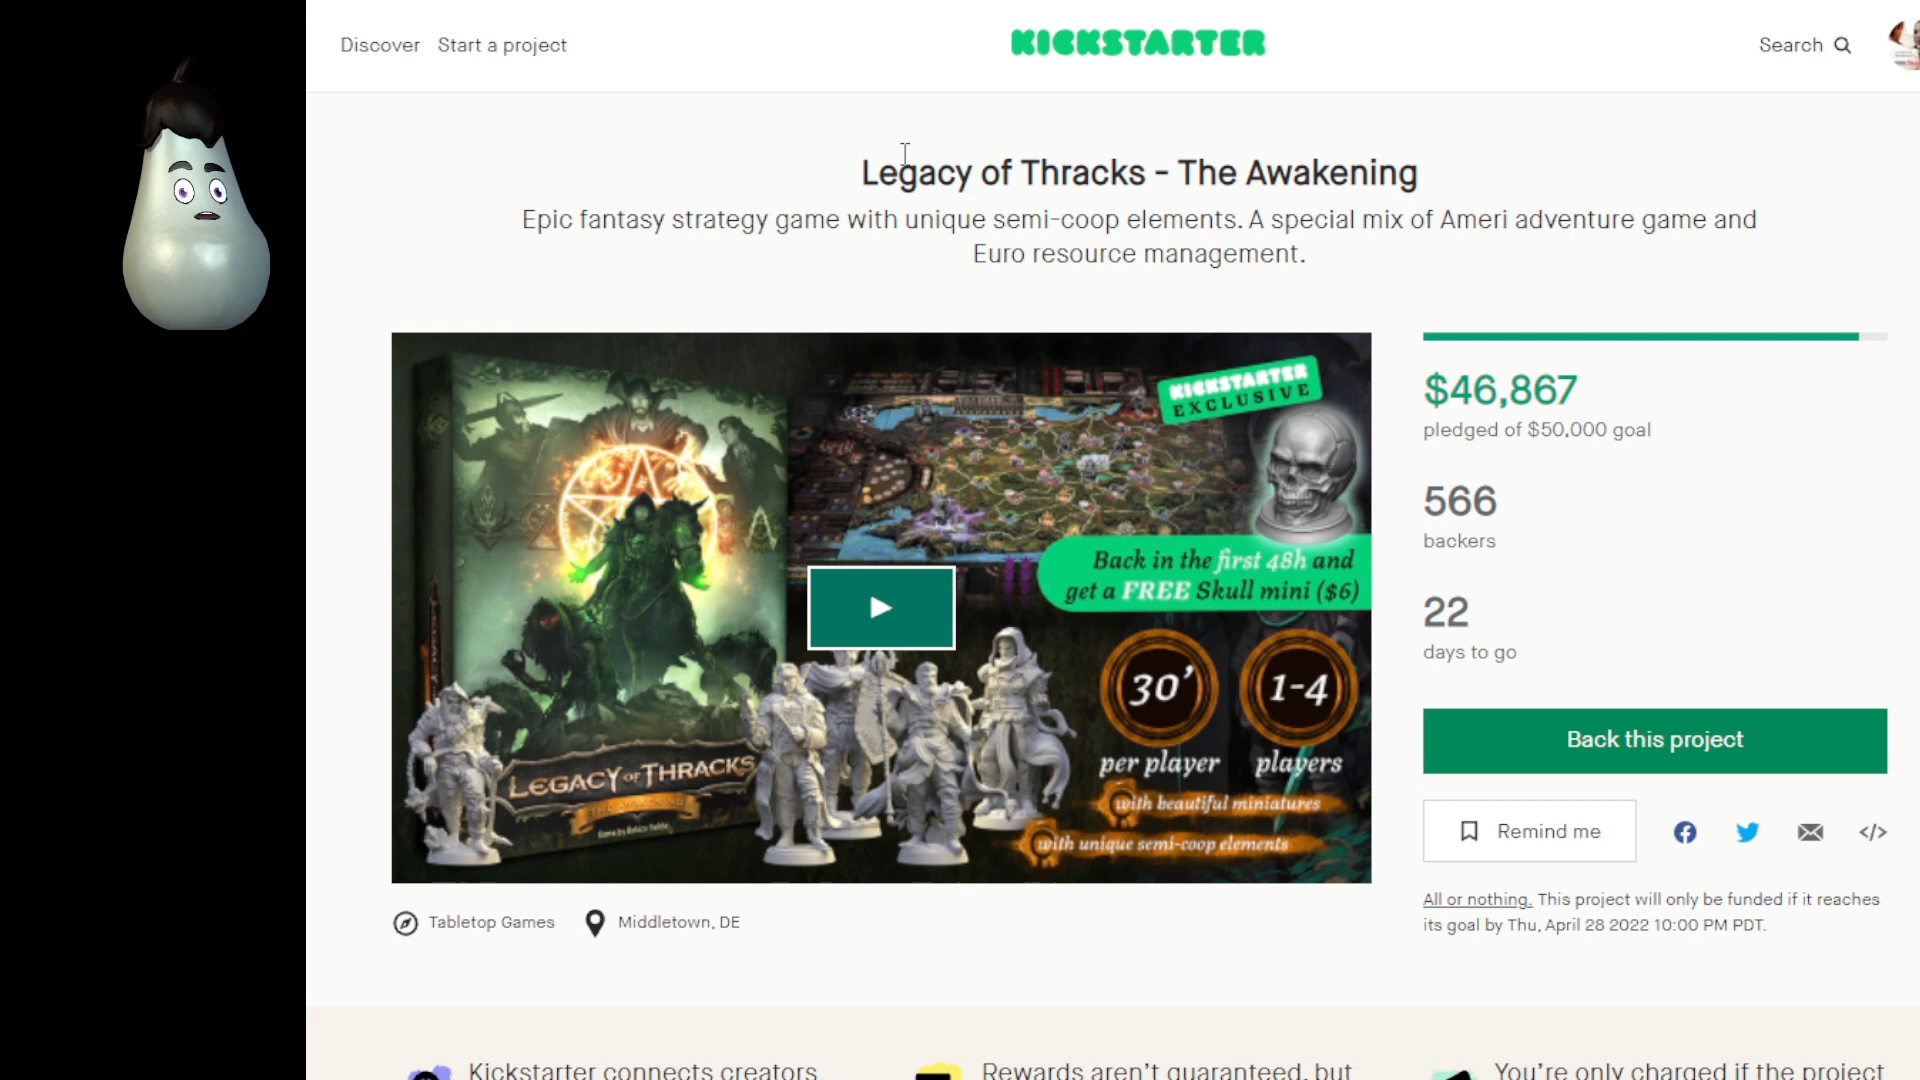 Discover Start a project
KICKSTARTER
Search
Legacy of Thracks - The Awakening
Epic fantasy strategy game with unique semi-coop elements. A special mix of Ameri adventure game and
Euro resource management.
KICKSTARTER
EXCLUSIVE
Back in the first 48h and
get a FREE Skull mini ($6)
30' 1-4
per player players
with beautiful miniatures
with unique semi-coop elements
LEGACY OF THRACKS
THE AWAKENING
$46,867
pledged of $50,000 goal
566
backers
22
days to go
Back this project
Remind me
All or nothing. This project will only be funded if it reaches
its goal by Thu, April 28 2022 10:00 PM PDT.
Tabletop Games Middletown, DE
Kickstarter connects creators
Rewards aren't guaranteed, but
You're only charged if the project